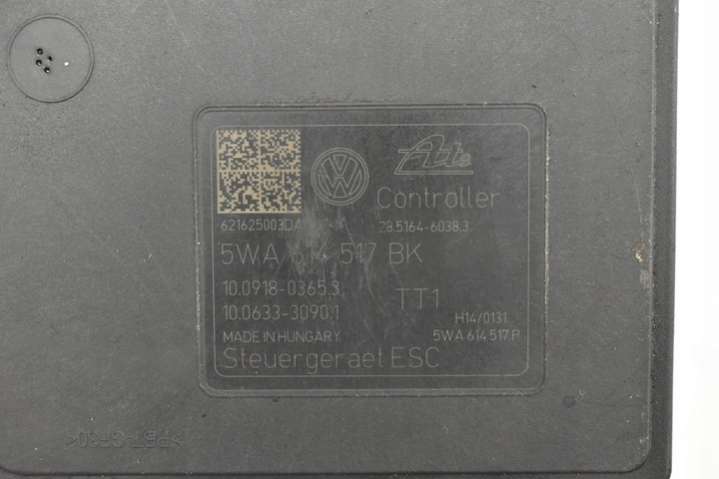 Ate
Controller
28.5164-6038.3
5WA 614 517 BK
10.0918-0365.3
10.0633-3090.1
TT1
H14/0131
MADE IN HUNGARY
5WA 614 517 P
Steuergeraet ESC